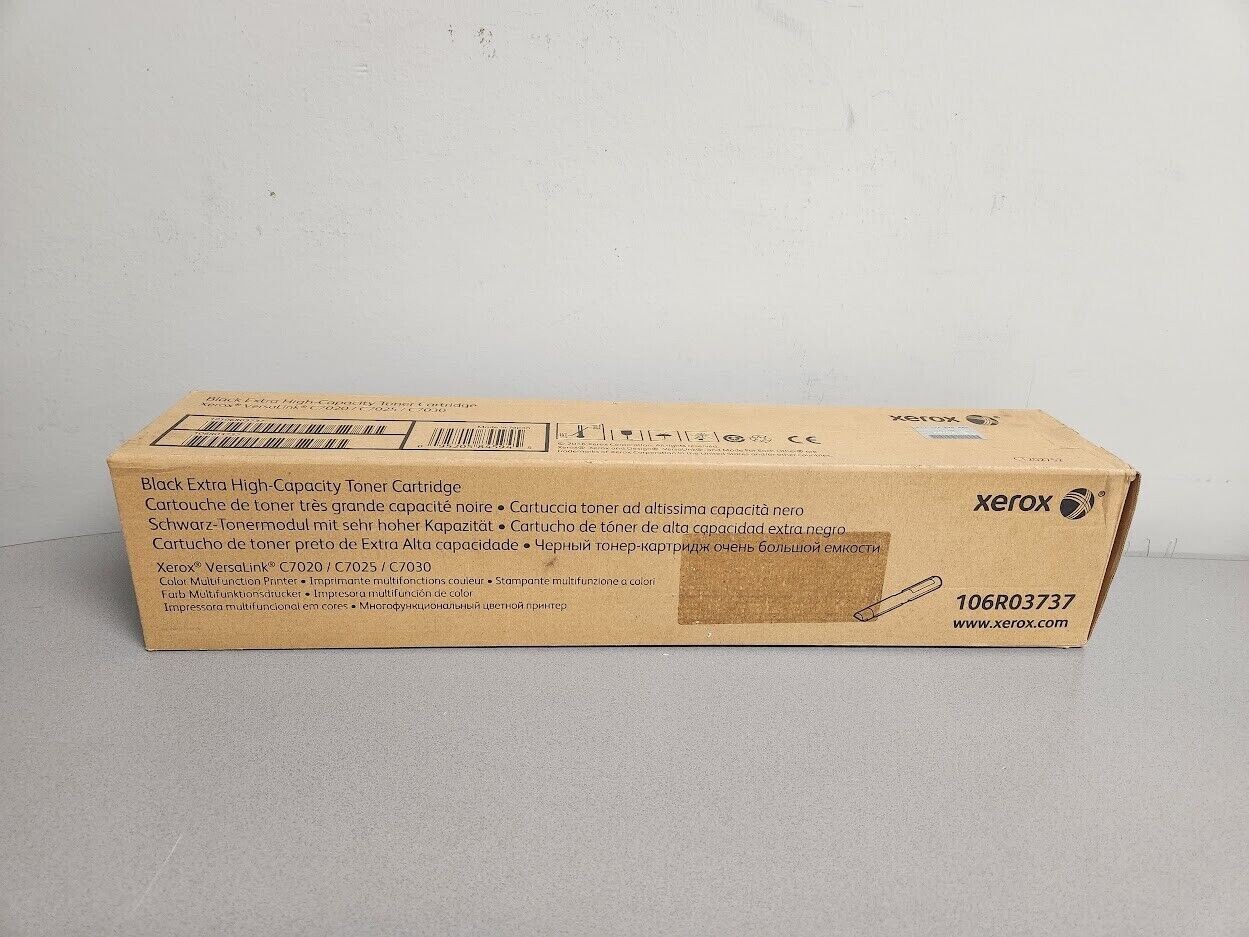 Black Extra High-Capacity Toner Cartridge
Xerox® VersaLink® C7020 / C7025 / C7030
xerox ®
Black Extra High-Capacity Toner Cartridge
Cartouche de toner très grande capacité noire • Cartuccia toner ad altissima capacità nero
Schwarz-Tonermodul mit sehr hoher Kapazität • Cartucho de tóner de alta capacidad extra negro
Cartucho de toner preto de Extra Alta capacidade • Черный тонер-картридж очень большой емкости
Xerox® VersaLink® C7020 / C7025 / C7030
Color Multifunction Printer • Imprimante multifonctions couleur • Stampante multifunzione a colori
Farb Multifunktionsdrucker • Impresora multifunción de color
Impressora multifuncional em cores • Многофункциональный цветной принтер
xerox ®
106R03737
www.xerox.com